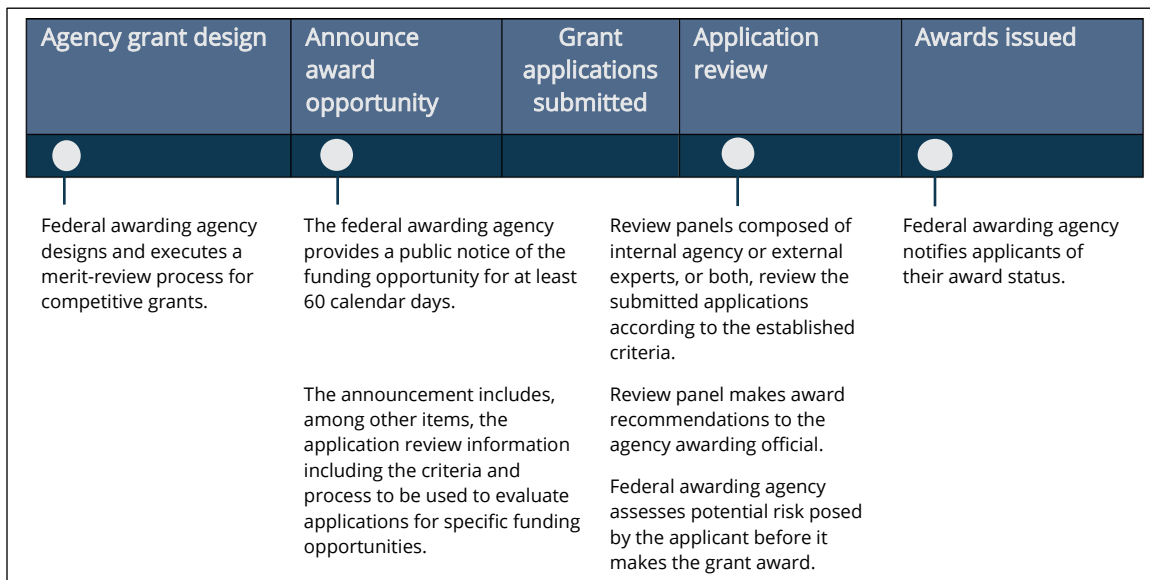 Agency grant design
Announce
award
opportunity
Grant
applications
submitted
Application
review
Awards issued
Federal awarding agency
designs and executes a
merit-review process for
competitive grants.
The federal awarding agency
provides a public notice of the
funding opportunity for at least
60 calendar days.
The announcement includes,
among other items, the
application review information
including the criteria and
process to be used to evaluate
applications for specific funding
opportunities.
Review panels composed of
internal agency or external
experts, or both, review the
submitted applications
according to the established
criteria.
Review panel makes award
recommendations to the
agency awarding official.
Federal awarding agency
assesses potential risk posed
by the applicant before it
makes the grant award.
Federal awarding agency
notifies applicants of
their award status.